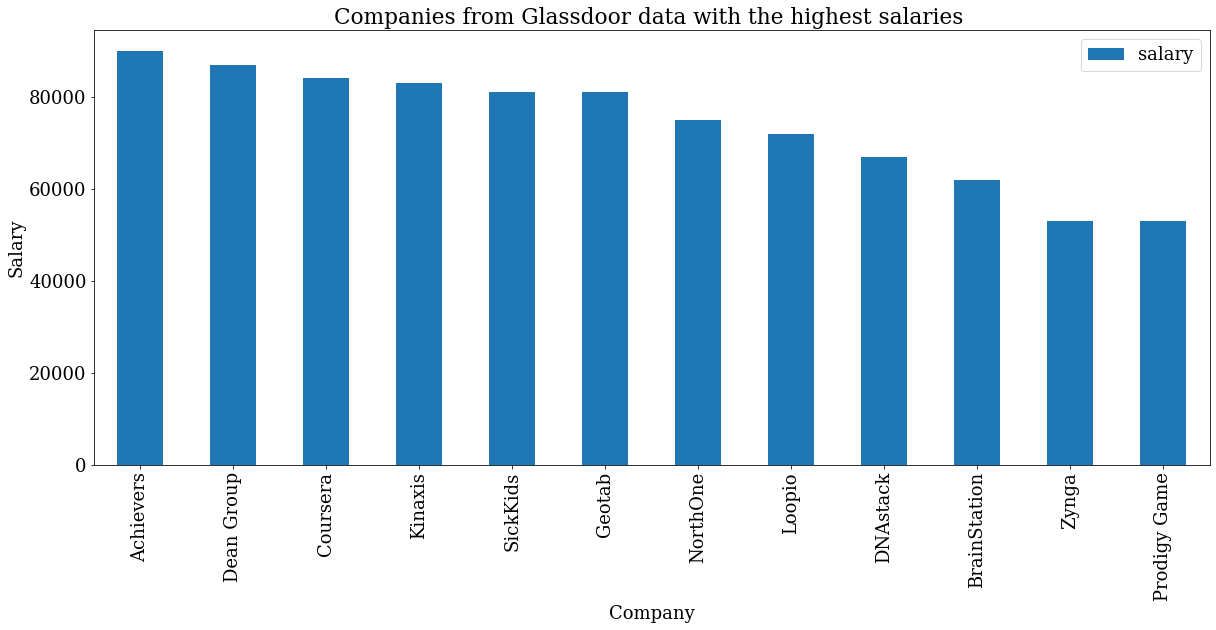 Companies from Glassdoor data with the highest salaries
salary
80000
60000
40000
20000
0
Salary
Achievers
Dean Group
Coursera
Kinaxis
SickKids
Geotab
NorthOne
Loopio
DNAstack
BrainStation
Zynga
Prodigy Game
Company